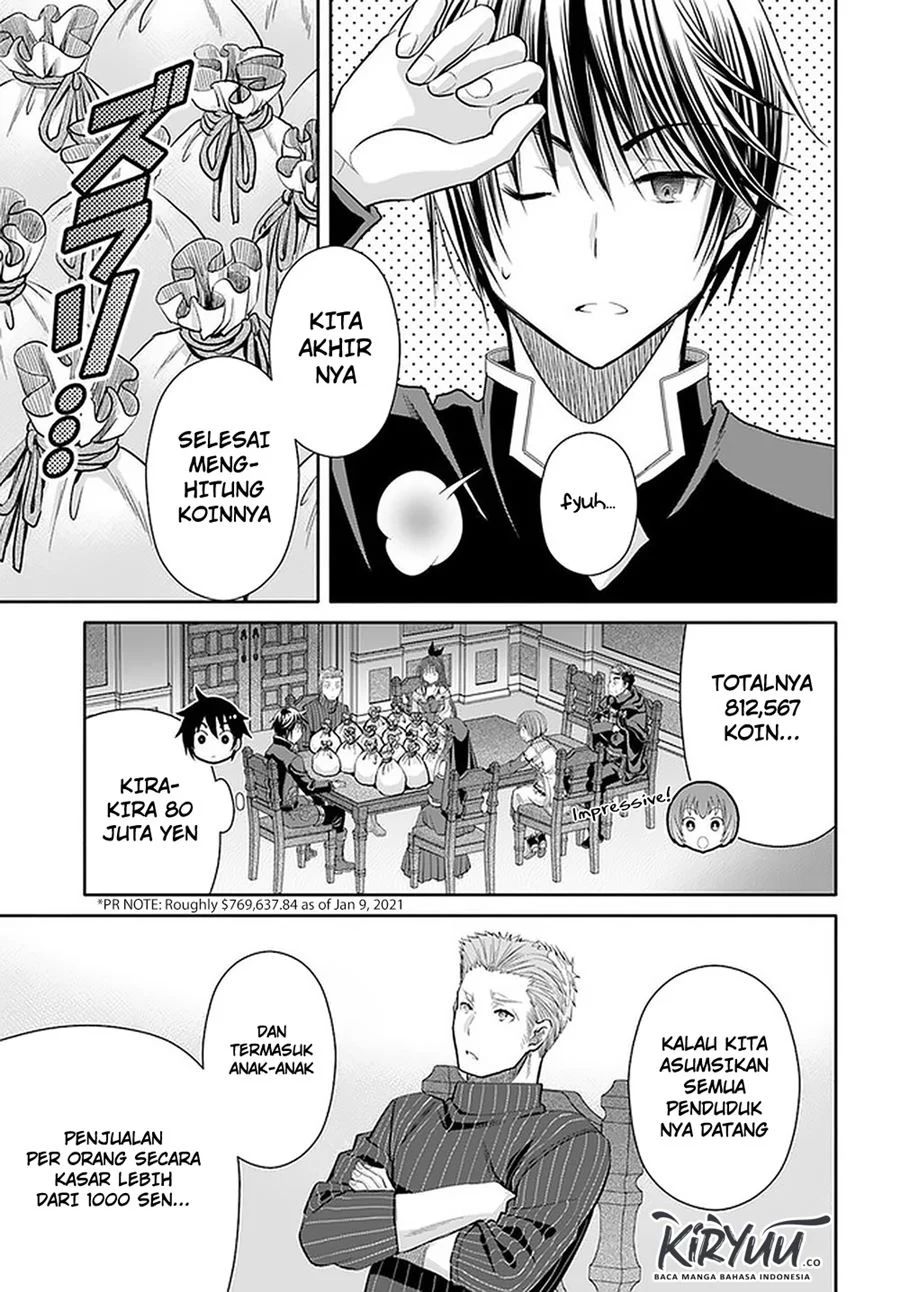 KITA
AKHIR
NYA
SELESAI
MENG-
HITUNG
KOINNYA
ズラリ!…
fyuh...
TOTALNYA
812,567
KOIN...
Impressive!
KIRA-
KIRA 80
JUTA YEN
*PR NOTE: Roughly $769,637.84 as of Jan 9, 2021
KALAU KITA
ASUMSIKAN
SEMUA
PENDUDUK
NYA DATANG
DAN
TERMASUK
ANAK-ANAK
PENJUALAN
PER ORANG SECARA
KASAR LEBIH
DARI 1000 SEN...
KIRYUU.CO
BACA MANGA BAHASA INDONESIA